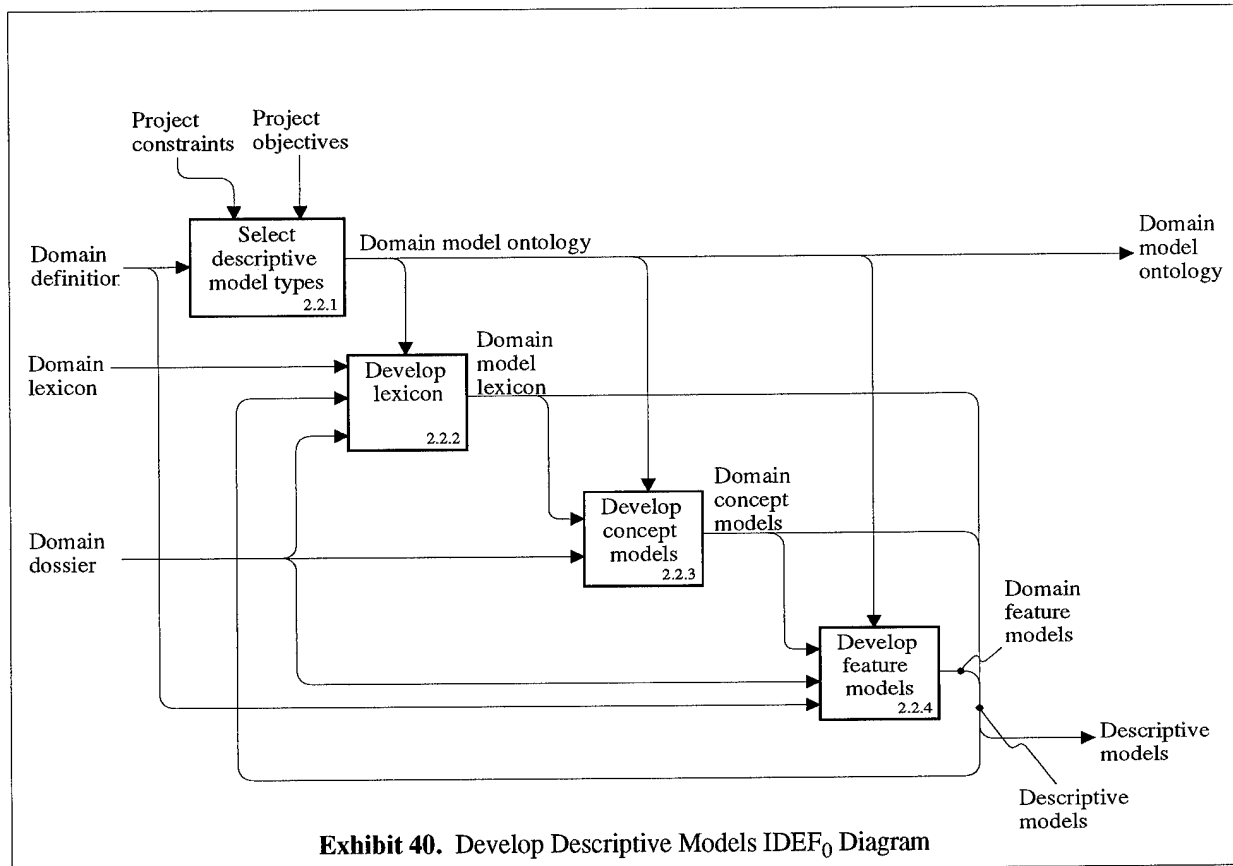 Project
constraints
Project
objectives
Select
descriptive
model types
2.2.1
Domain model ontology
Domain
model
ontology
Domain
definition
Domain
lexicon
Develop
lexicon
2.2.2
Domain
model
lexicon
Develop
concept
models
2.2.3
Domain
concept
models
Domain
dossier
Develop
feature
models
2.2.4
Domain
feature
models
Descriptive
models
Descriptive
models
Exhibit 40. Develop Descriptive Models IDEF0 Diagram